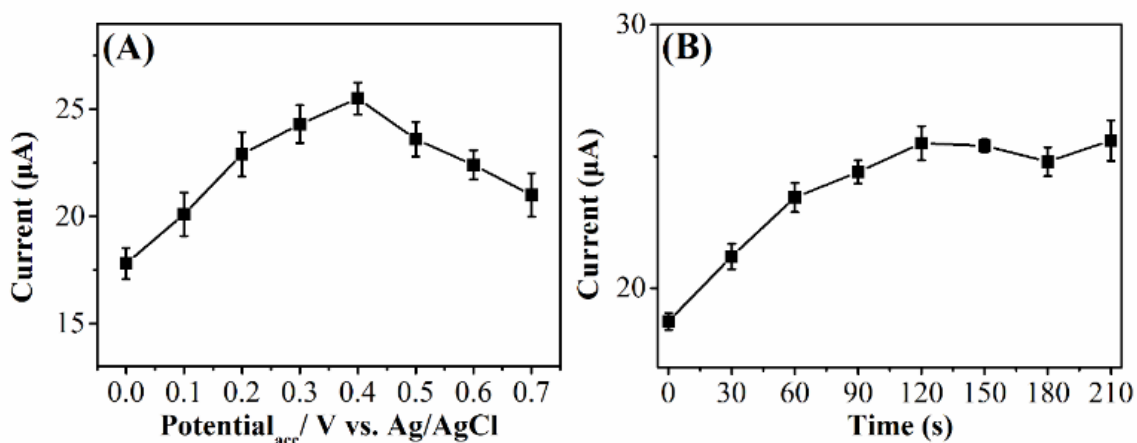 (A)
Current (μA)
25
20
15
0.0 0.1 0.2 0.3 0.4 0.5 0.6 0.7
Potential_acc/ V vs. Ag/AgCl
(B)
Current (μA)
30
20
0 30 60 90 120 150 180 210
Time (s)